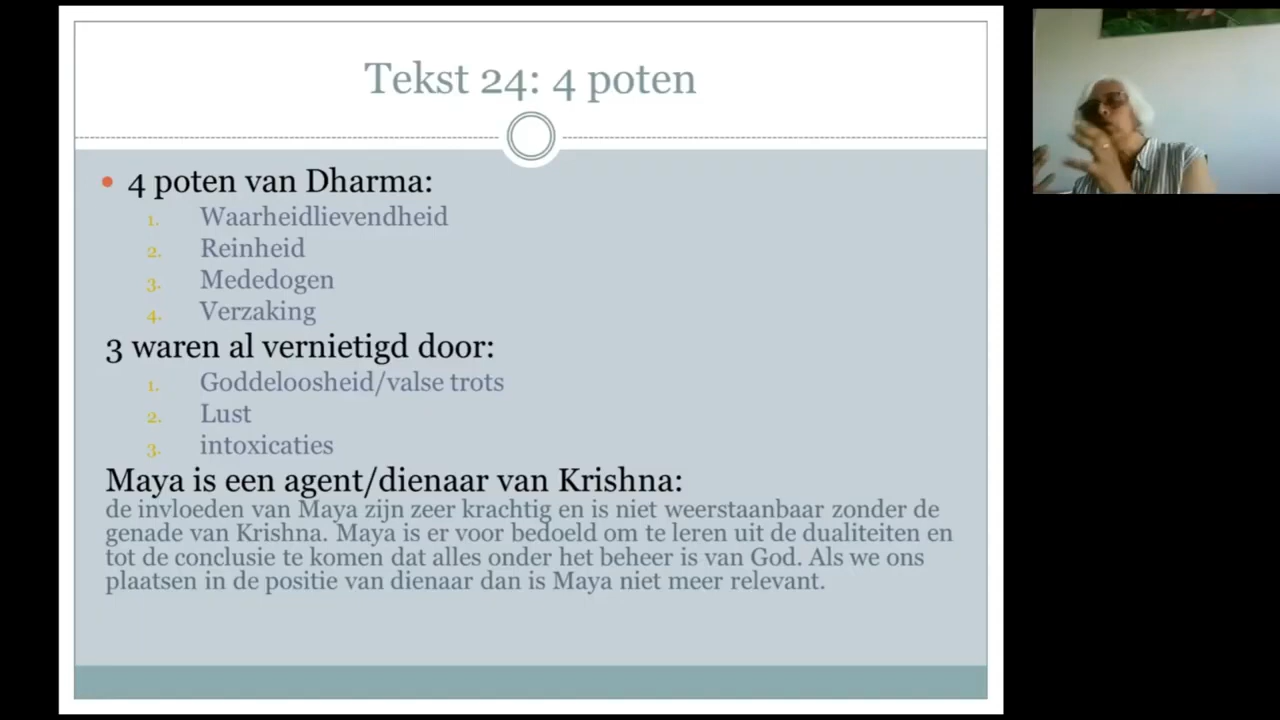 Tekst 24: 4 poten
• 4 poten van Dharma:
1. Waarheidlievendheid
2. Reinheid
3. Mededogen
4. Verzaking
3 waren al vernietigd door:
1. Goddeloosheid/valse trots
2. Lust
3. intoxicaties
Maya is een agent/dienaar van Krishna:
de invloeden van Maya zijn zeer krachtig en is niet weerstaanbaar zonder de
genade van Krishna. Maya is er voor bedoeld om te leren uit de dualiteiten en
tot de conclusie te komen dat alles onder het beheer is van God. Als we ons
plaatsen in de positie van dienaar dan is Maya niet meer relevant.